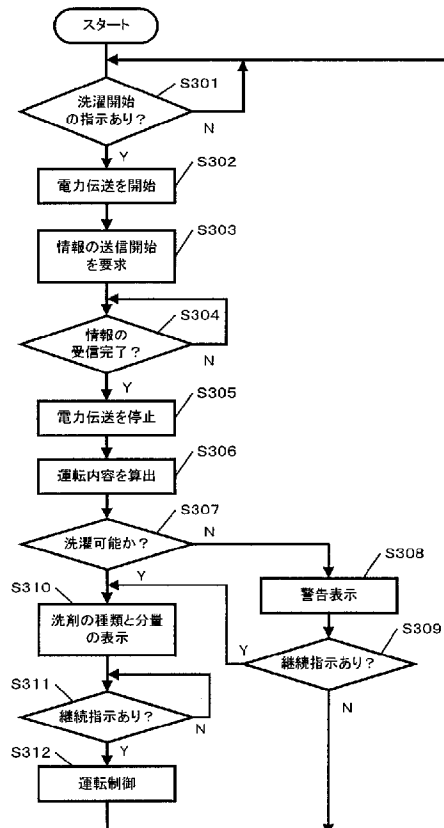 スタート
S301
洗濯開始
の指示あり?
N
Y
S302
電力伝送を開始
S303
情報の送信開始
を要求
S304
情報の
受信完了?
N
Y
S305
電力伝送を停止
S306
運転内容を算出
S307
洗濯可能か?
N
Y
S308
警告表示
S309
継続指示あり?
Y
N
S310
洗剤の種類と分量
の表示
S311
継続指示あり?
N
Y
S312
運転制御